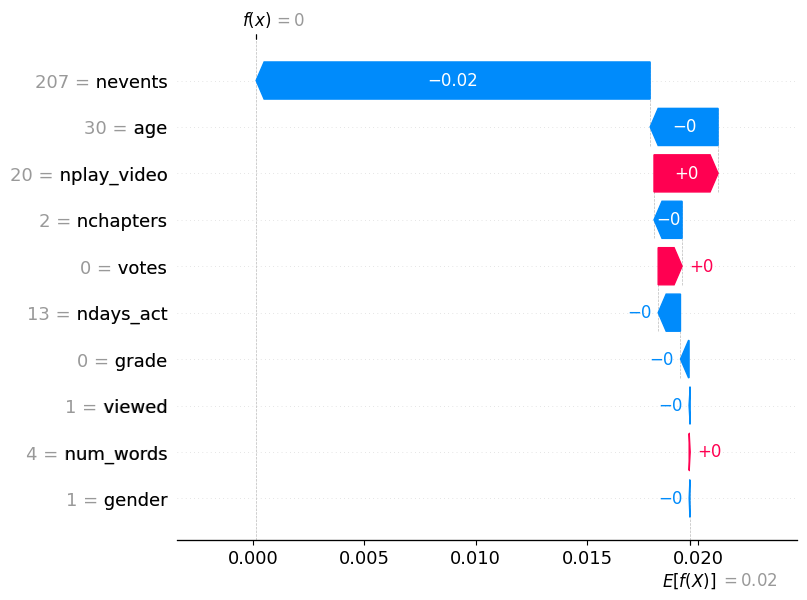 f(x) = 0
207 = nevents
−0.02
30 = age
−0
20 = nplay_video
+0
2 = nchapters
−0
0 = votes
+0
13 = ndays_act
−0
0 = grade
−0
1 = viewed
−0
4 = num_words
+0
1 = gender
−0
0.000 0.005 0.010 0.015 0.020
E[f(X)] = 0.02